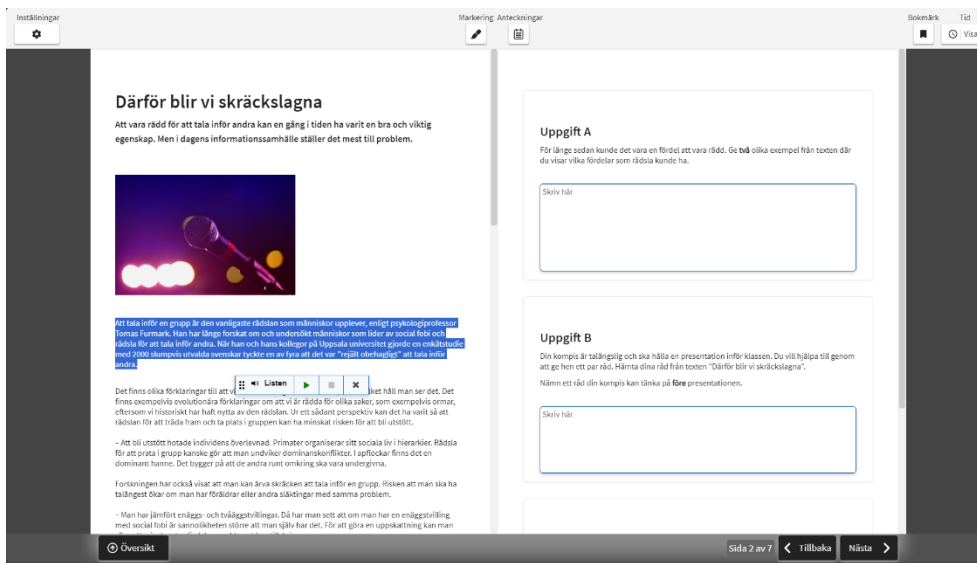 Inställningar
Markering Anteckningar
Bokmärk Tid
Visa
Därför blir vi skräckslagna
Att vara rädd för att tala inför andra kan en gång i tiden ha varit en bra och viktig
egenskap. Men i dagens informationssamhälle ställer det mest till problem.
Att tala inför en grupp är den vanligaste rädslan som människor upplever, enligt psykologiprofessor
Tomas Furmark. Han har länge forskat om och undersökt människor som lider av social fobi och
rädsla för att tala inför andra. När han och hans kollegor på Uppsala universitet gjorde en enkätstudie
med 2000 slumpvis utvalda svenskar tyckte en av fyra att det var "rejält obehagligt" att tala inför
andra.
Listen
Det finns olika förklaringar till att vi
ket håll man ser det. Det
finns exempelvis evolutionära förklaringar om att vi är rädda för olika saker, som exempelvis ormar,
eftersom vi historiskt har haft nytta av den rädslan. Ur ett sådant perspektiv kan det ha varit så att
rädslan för att träda fram och ta plats i gruppen kan ha minskat risken för att bli utstött.
– Att bli utstött hotade individens överlevnad. Primater organiserar sitt sociala liv i hierarkier. Rädsla
för att prata i grupp kanske gör att man undviker dominanskonflikter. I apflockar finns det en
dominant hanne. Det bygger på att de andra runt omkring ska vara undergivna.
Forskningen har också visat att man kan ärva skräcken att tala inför en grupp. Risken att man ska ha
talängest ökar om man har föräldrar eller andra släktingar med samma problem.
– Man har jämfört enäggs- och tvåäggstvillingar. Då har man sett att om man har en enäggstvilling
med social fobi är sannolikheten större att man själv har det. För att göra en uppskattning kan man
Uppgift A
För länge sedan kunde det vara en fördel att vara rädd. Ge två olika exempel från texten där
du visar vilka fördelar som rädsla kunde ha.
Skriv här
Uppgift B
Din kompis är talängslig och ska hålla en presentation inför klassen. Du vill hjälpa till genom
att ge hen ett par råd. Hämta dina råd från texten "Därför blir vi skräckslagna".
Nämn ett råd din kompis kan tänka på före presentationen.
Skriv här
Översikt
Sida 2 av 7
Tillbaka
Nästa